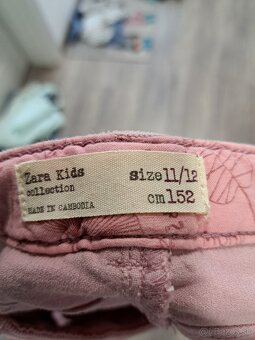 Zara Kids size11/12
collection cm152
MADE IN CAMBODIA